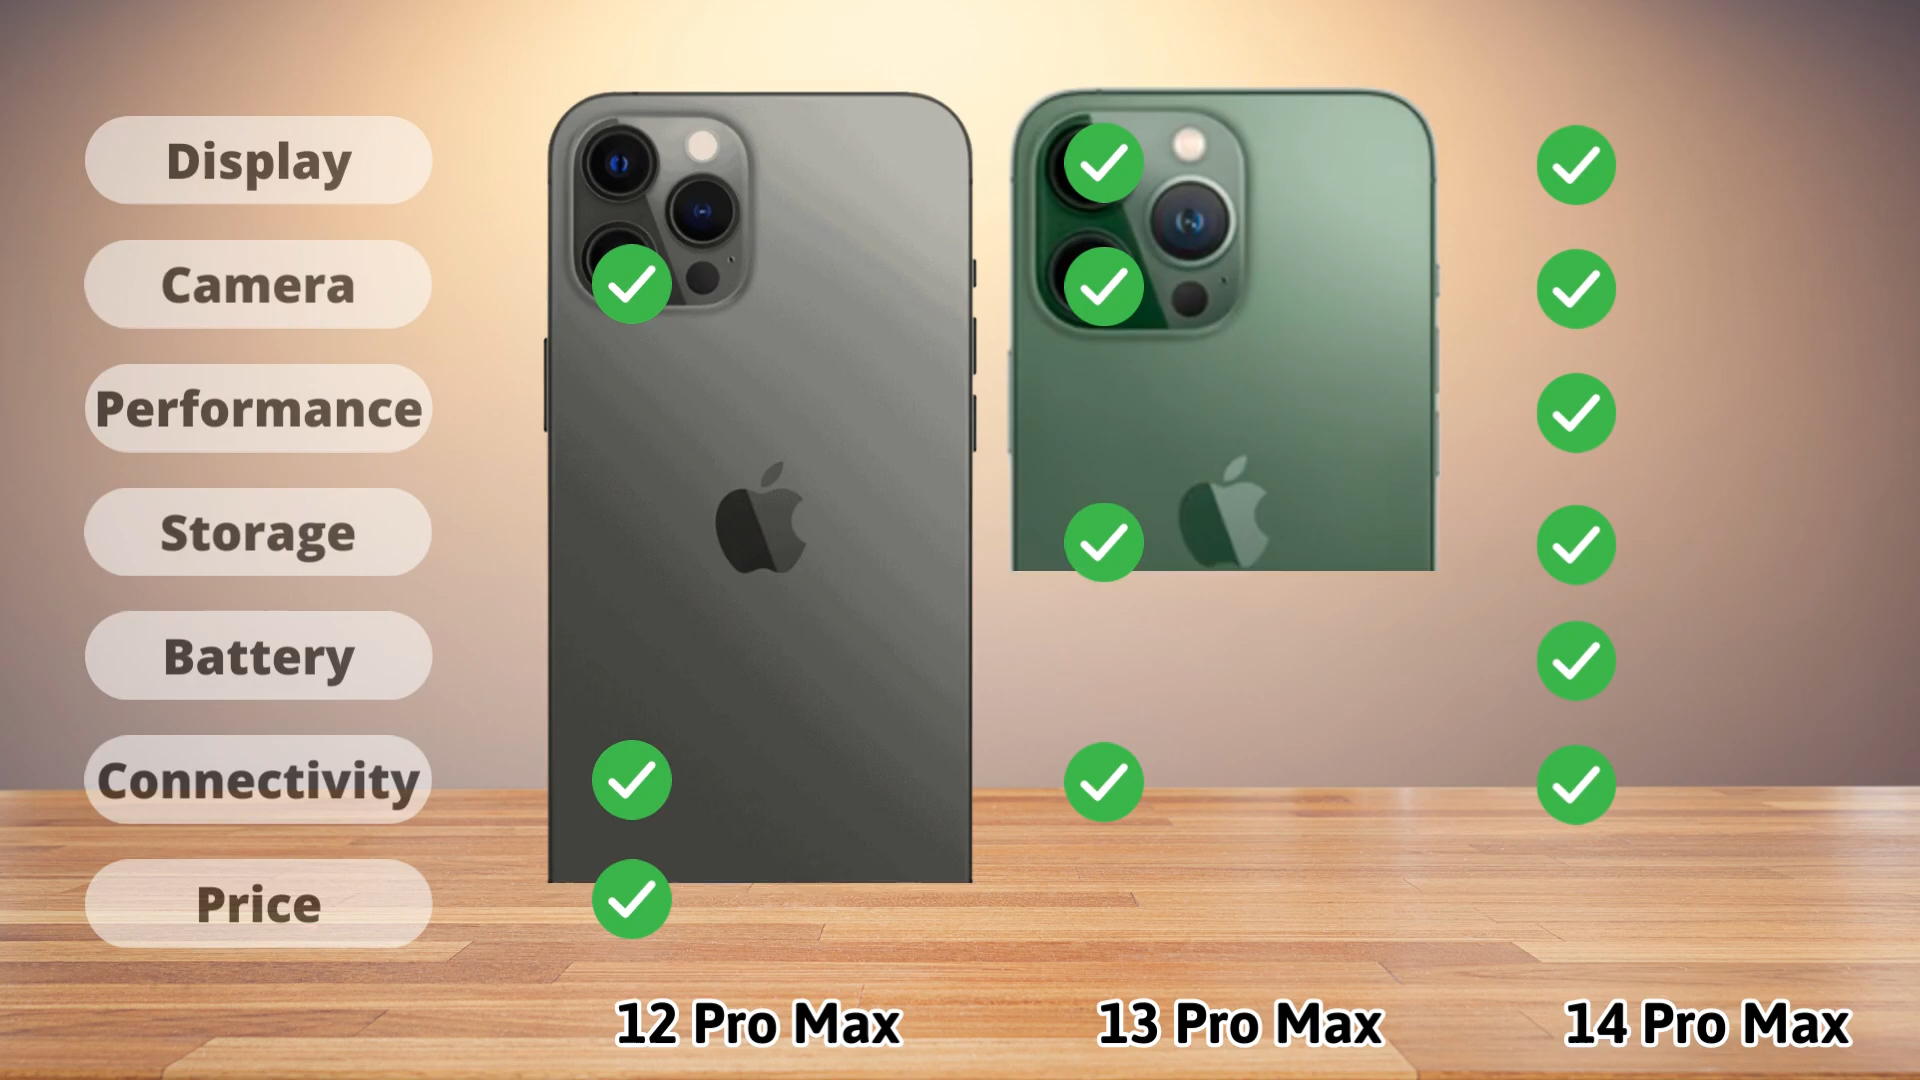 Display
Camera
Performance
Storage
Battery
Connectivity
Price
12 Pro Max
13 Pro Max
14 Pro Max